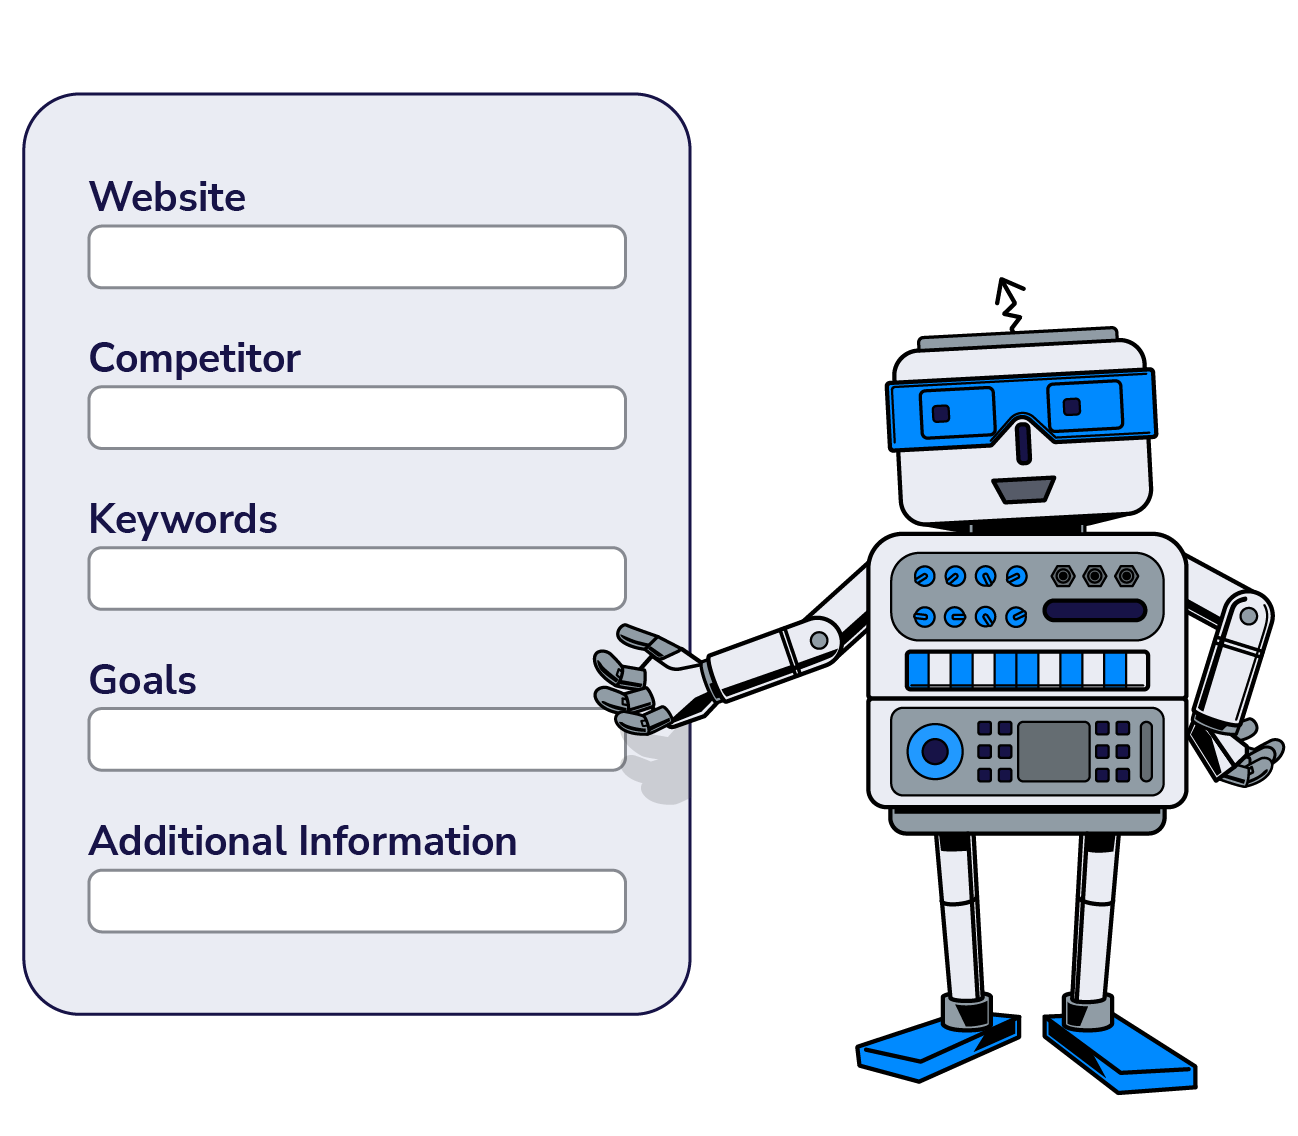 Website
Competitor
Keywords
Goals
Additional Information